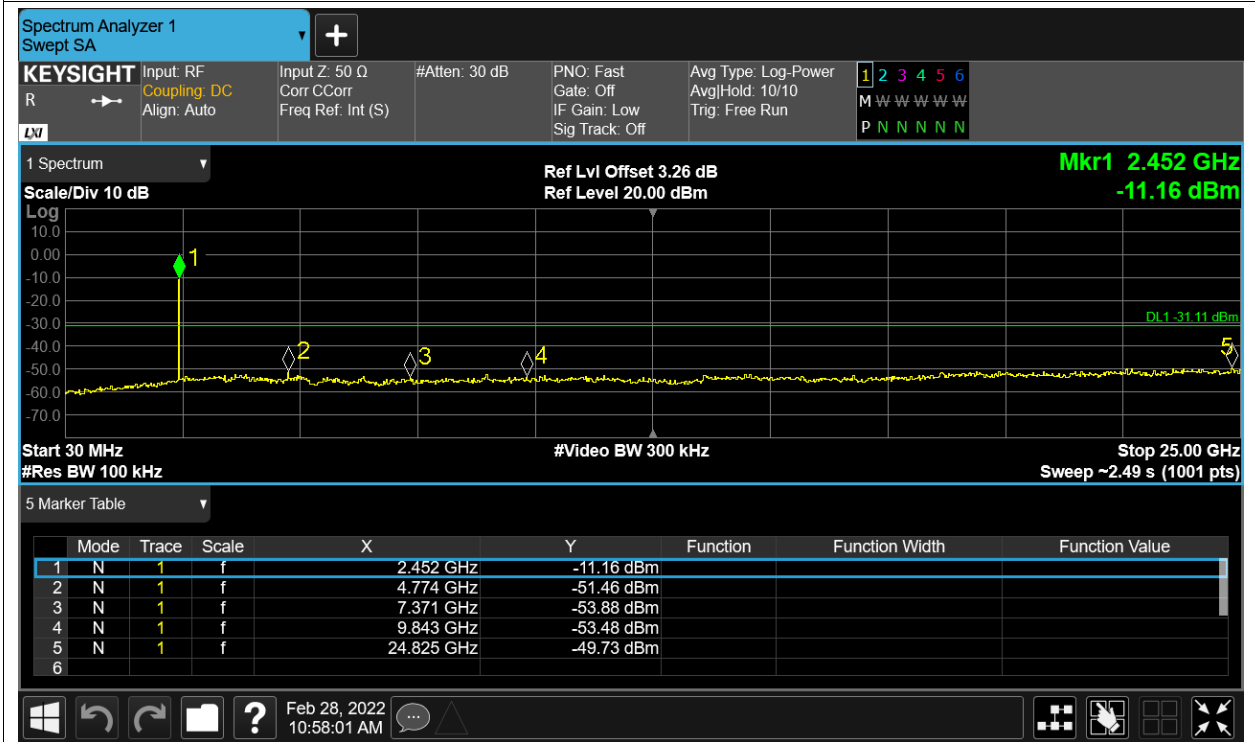 Spectrum Analyzer 1
Swept SA
+
KEYSIGHT
R
LXI
Input: RF
Coupling: DC
Align: Auto
Input Z: 50 Ω
Corr CCorr
Freq Ref: Int (S)
#Atten: 30 dB
PNO: Fast
Gate: Off
IF Gain: Low
Sig Track: Off
Avg Type: Log-Power
Avg|Hold: 10/10
Trig: Free Run
1 2 3 4 5 6
M W W W W W
P N N N N N
1 Spectrum
Scale/Div 10 dB
Ref Lvl Offset 3.26 dB
Ref Level 20.00 dBm
Mkr1 2.452 GHz
-11.16 dBm
Log
10.0
0.00
-10.0
-20.0
-30.0
-40.0
-50.0
-60.0
-70.0
1
2
3
4
5
DL1 -31.11 dBm
Start 30 MHz
#Video BW 300 kHz
Stop 25.00 GHz
#Res BW 100 kHz
Sweep ~2.49 s (1001 pts)
5 Marker Table
Mode Trace Scale X Y Function Function Width Function Value
1 N 1 f 2.452 GHz -11.16 dBm
2 N 1 f 4.774 GHz -51.46 dBm
3 N 1 f 7.371 GHz -53.88 dBm
4 N 1 f 9.843 GHz -53.48 dBm
5 N 1 f 24.825 GHz -49.73 dBm
6
?
Feb 28, 2022
10:58:01 AM